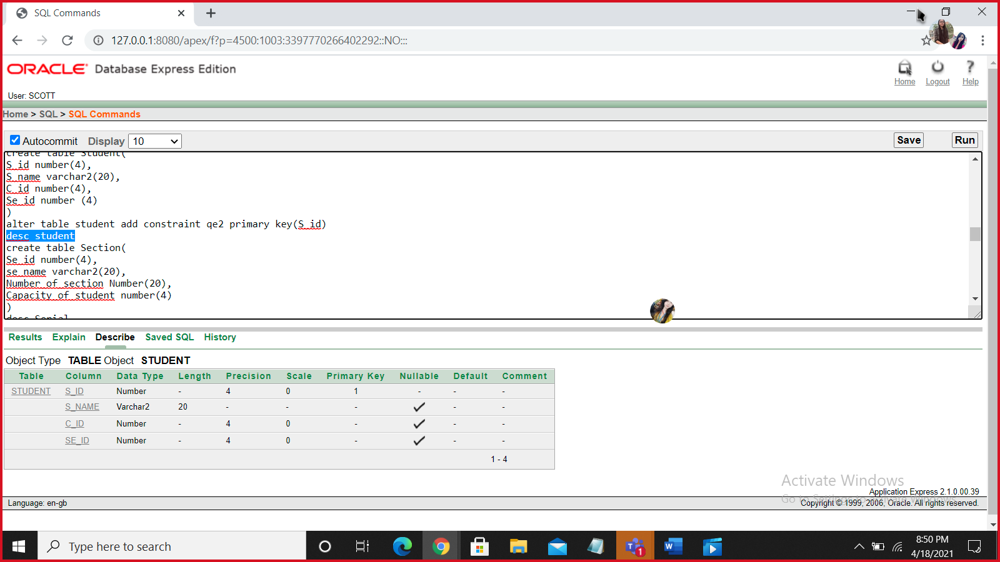 SQL Commands
127.0.0.1:8080/apex/f?p=4500:1003:3397770266402292::NO:::
ORACLE Database Express Edition
Home Logout Help
User: SCOTT
Home > SQL > SQL Commands
Autocommit Display 10 Save Run
create table Student(
S_id number(4),
S_name varchar2(20),
C_id number(4),
Se_id number (4)
)
alter table student add constraint qe2 primary key(S_id)
desc student
create table Section(
Se_id number(4),
se_name varchar2(20),
Number_of_section Number(20),
Capacity_of_student number(4)
)
desc Serial
Results Explain Describe Saved SQL History
Object Type TABLE Object STUDENT
Table Column Data Type Length Precision Scale Primary Key Nullable Default Comment
STUDENT S_ID Number - 4 0 1 - - -
S_NAME Varchar2 20 - - - - -
C_ID Number - 4 0 - - -
SE_ID Number - 4 0 - - -
1 - 4
Activate Windows
Go to Settings to activate Windows.
Application Express 2.1.0.00.39
Language: en-gb
Copyright © 1999, 2006, Oracle. All rights reserved.
Type here to search
1
8:50 PM
4/18/2021